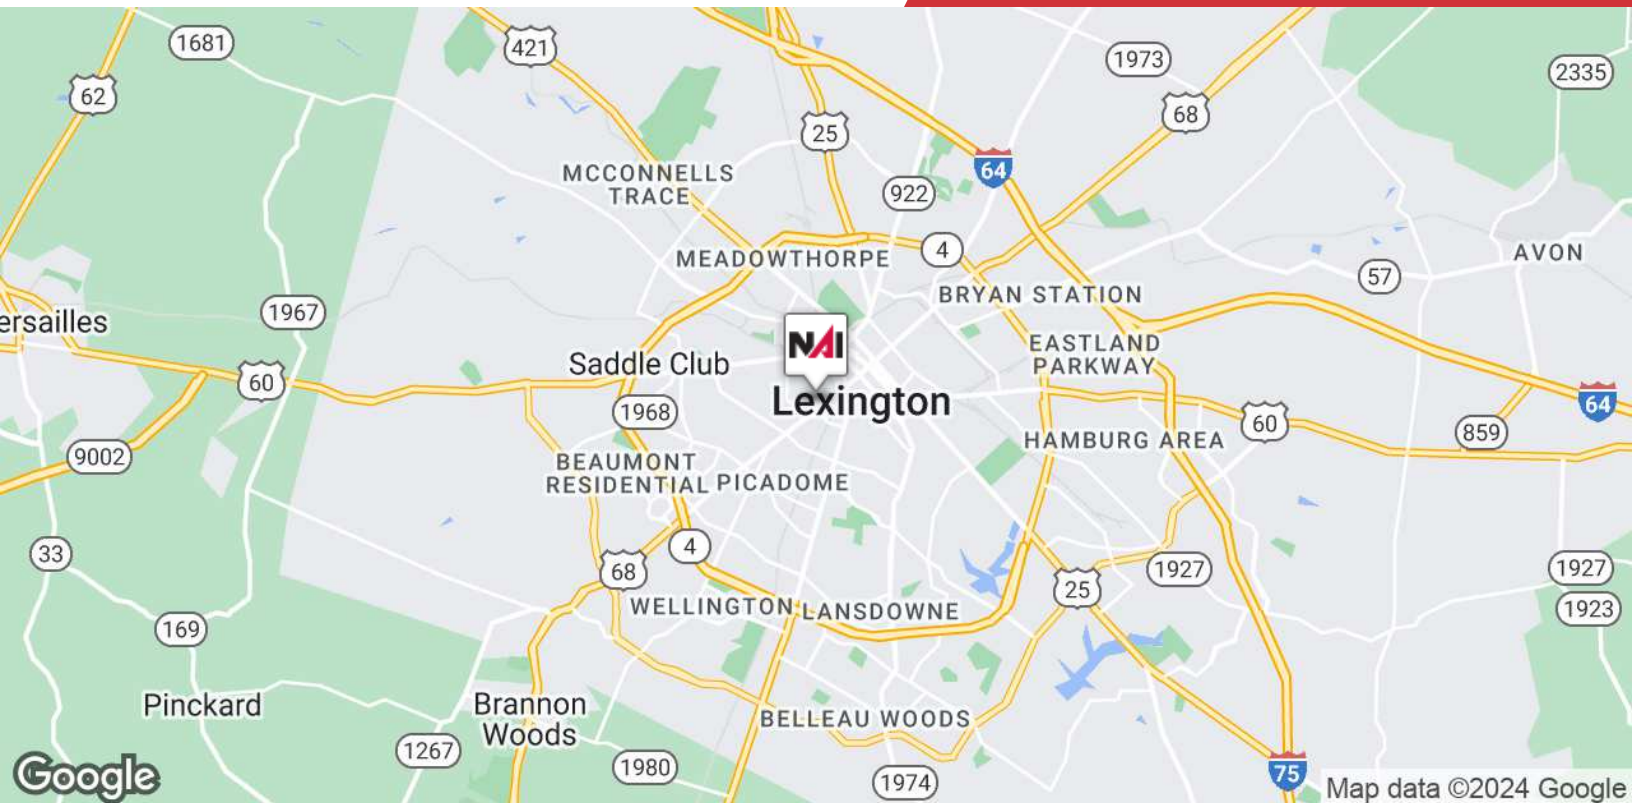 1681
421
1973
2335
62
68
25
64
MCCONNELLS
TRACE
922
4
MEADOWTHORPE
AVON
57
BRYAN STATION
1967
ersailles
NAI
EASTLAND
PARKWAY
Saddle Club
60
Lexington
64
1968
60
859
HAMBURG AREA
9002
BEAUMONT
RESIDENTIAL
PICADOME
33
4
68
1927
1927
25
WELLINGTON
LANSDOWNE
1923
169
Pinckard
Brannon
Woods
BELLEAU WOODS
1267
1980
1974
75
Google
Map data ©2024 Google